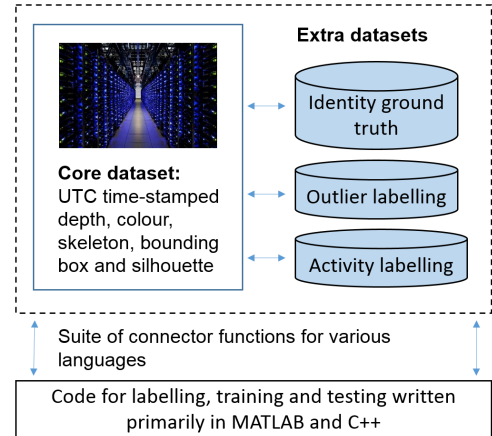 Extra datasets
Identity ground
truth
Core dataset:
UTC time-stamped
depth, colour,
skeleton, bounding
box and silhouette
Outlier labelling
Activity labelling
Suite of connector functions for various
languages
Code for labelling, training and testing written
primarily in MATLAB and C++